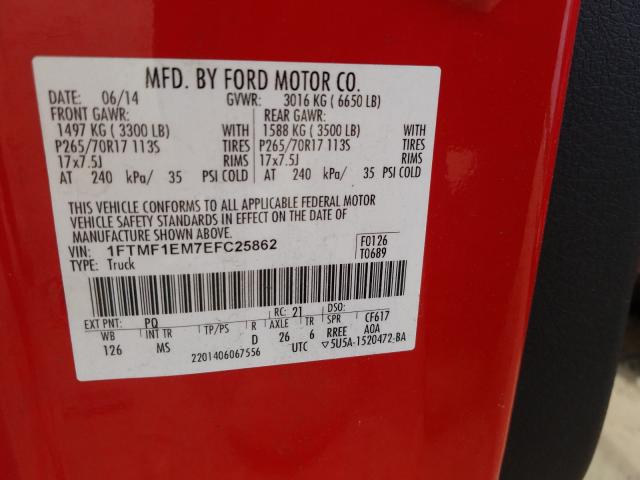 MFD. BY FORD MOTOR CO.
DATE: 06/14 GVWR: 3016 KG ( 6650 LB)
FRONT GAWR: REAR GAWR:
1497 KG ( 3300 LB) WITH 1588 KG ( 3500 LB) WITH
P265/70R17 113S TIRES P265/70R17 113S TIRES
17x7.5J RIMS 17x7.5J RIMS
AT 240 kPa/ 35 PSI COLD AT 240 kPa/ 35 PSI COLD
THIS VEHICLE CONFORMS TO ALL APPLICABLE FEDERAL MOTOR
VEHICLE SAFETY STANDARDS IN EFFECT ON THE DATE OF
MANUFACTURE SHOWN ABOVE.
VIN: 1FTMF1EM7EFC25862 F0126
TYPE: Truck T0689
EXT PNT: PQ RC: 21 DSO: CF617
WB INT TR TP/PS R AXLE TR SPR A0A
126 MS D 26 6 RREE
2201406067556 UTC ▽5U5A-1520472-BA